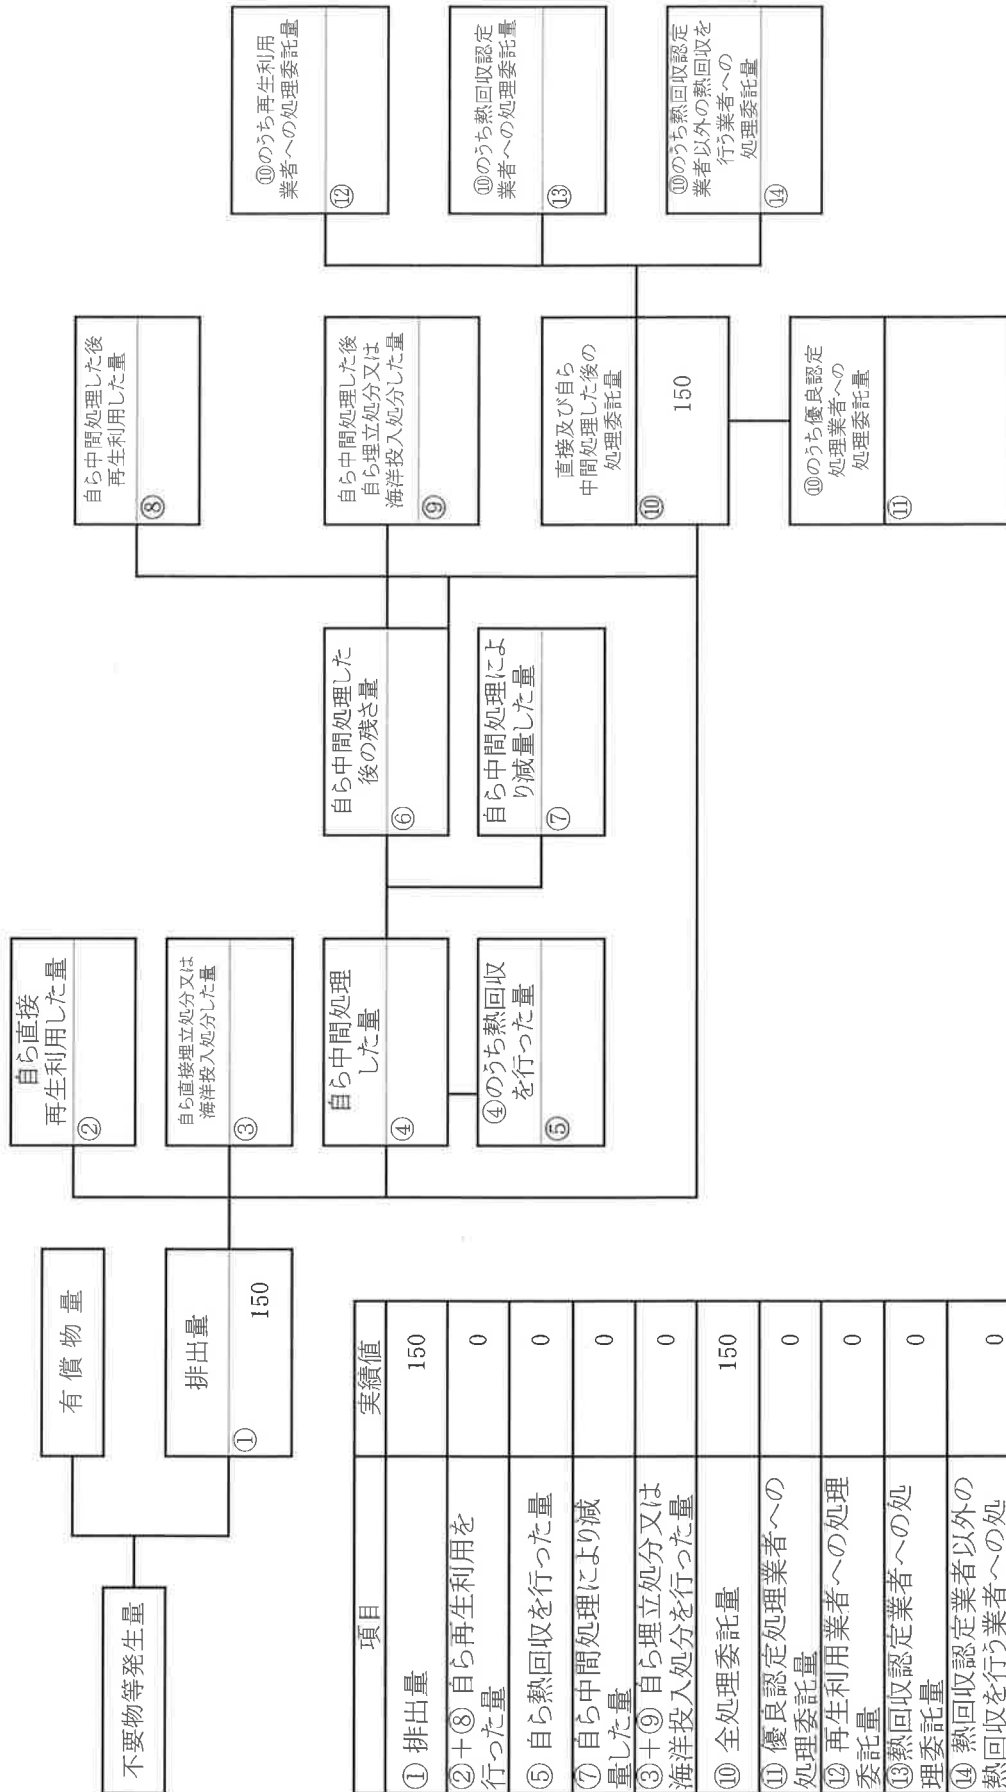 不要物等発生量
有償物量
排出量
①
150
自ら直接
再生利用した量
②
自ら直接埋立処分又は
海洋投入処分した量
③
自ら中間処理
した量
④
④のうち熱回収
を行った量
⑤
自ら中間処理した
後の残さ量
⑥
自ら中間処理によ
り減量した量
⑦
自ら中間処理した後
再生利用した量
⑧
自ら中間処理した後
自ら埋立処分又は
海洋投入処分した量
⑨
直接及び自ら
中間処理した後の
処理委託量
⑩
150
⑩のうち優良認定
処理業者への
処理委託量
⑪
⑩のうち再生利用
業者への処理委託量
⑫
⑩のうち熱回収認定
業者への処理委託量
⑬
⑩のうち熱回収認定
業者以外の熱回収を
行う業者への
処理委託量
⑭
項目 実績値
① 排出量 150
②+⑧ 自ら再生利用を
行った量 0
⑤ 自ら熱回収を行った量 0
⑦ 自ら中間処理により減
量した量 0
③+⑨ 自ら埋立処分又は
海洋投入処分を行った量 0
⑩ 全処理委託量 150
⑪ 優良認定処理業者への
処理委託量 0
⑫ 再生利用業者への処理
委託量 0
⑬熱回収認定業者への処
理委託量 0
⑭ 熱回収認定業者以外の
熱回収を行う業者への処 0